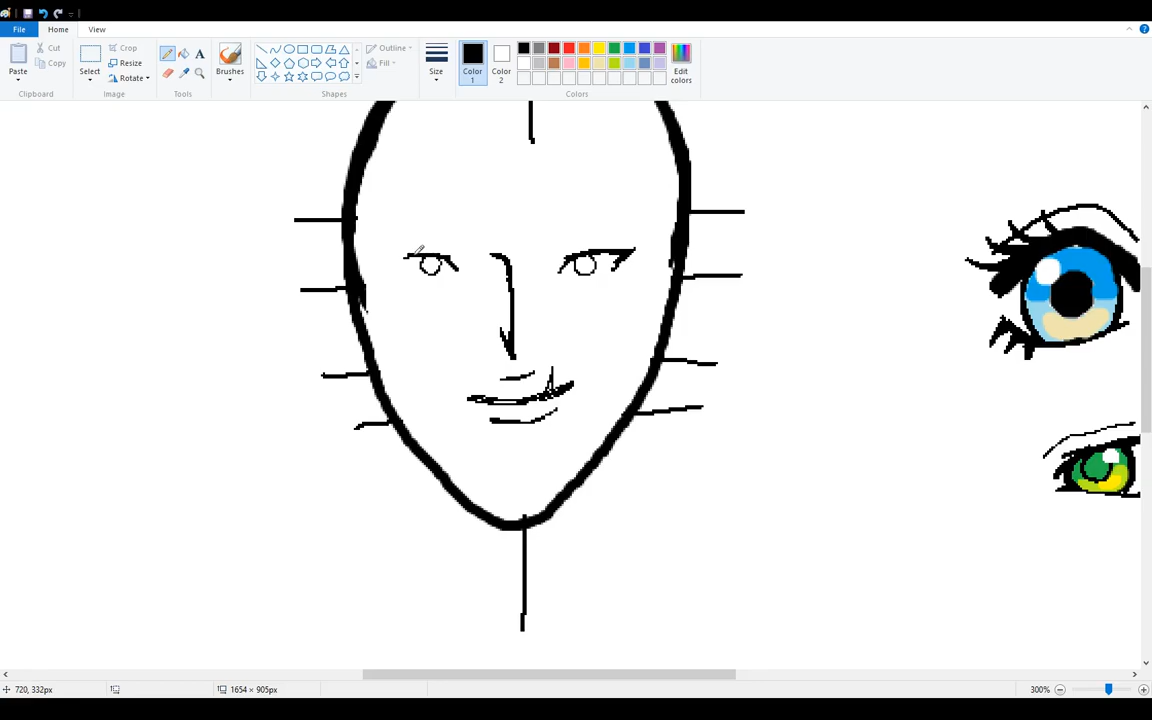 File Home View
Paste
Cut
Copy
Clipboard
Select
Crop
Resize
Rotate
Image
A
Tools
Brushes
Outline
Fill
Shapes
Size
Color 1
Color 2
Edit colors
Colors
720, 332px
1654 × 905px
300%